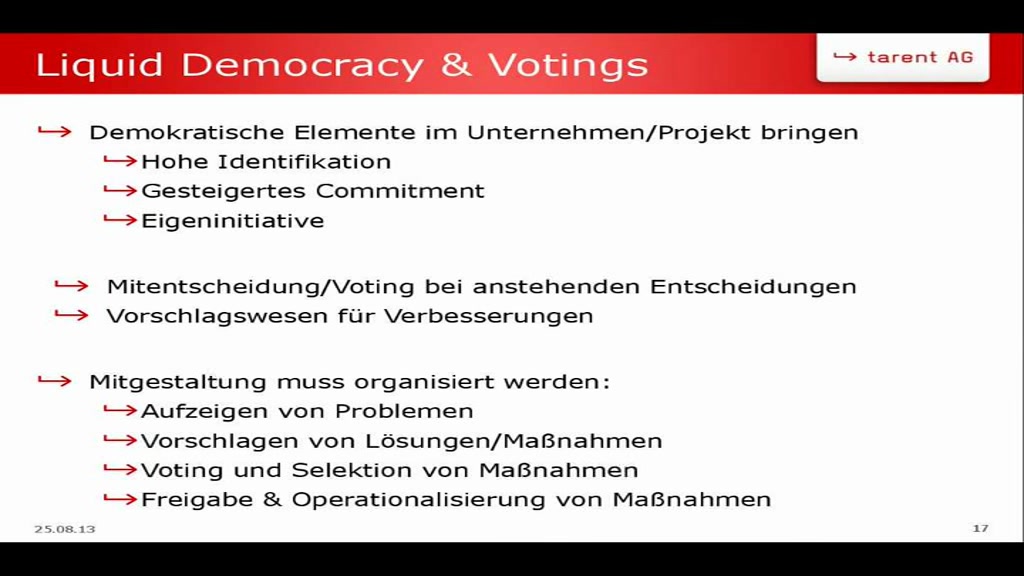 Liquid Democracy & Votings
tarent AG
Demokratische Elemente im Unternehmen/Projekt bringen
Hohe Identifikation
Gesteigertes Commitment
Eigeninitiative
Mitentscheidung/Voting bei anstehenden Entscheidungen
Vorschlagswesen für Verbesserungen
Mitgestaltung muss organisiert werden:
Aufzeigen von Problemen
Vorschlagen von Lösungen/Maßnahmen
Voting und Selektion von Maßnahmen
Freigabe & Operationalisierung von Maßnahmen
25.08.13
17